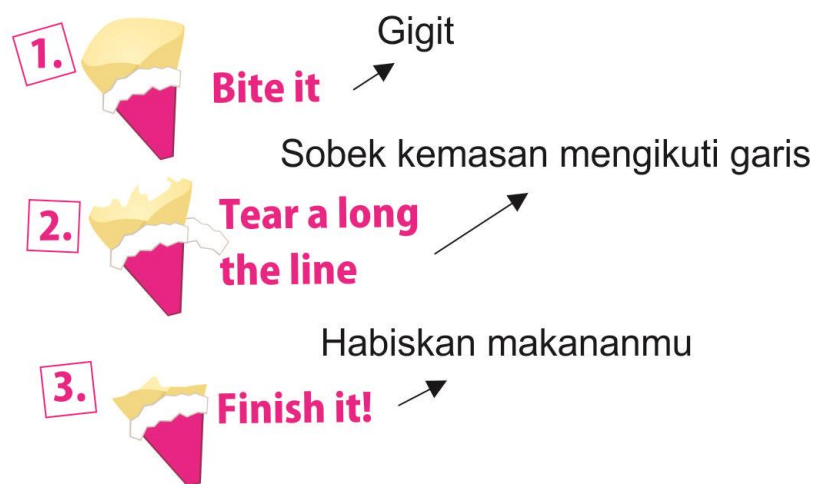 Gigit
1.
Bite it
Sobek kemasan mengikuti garis
2.
Tear a long
the line
Habiskan makananmu
3.
Finish it!